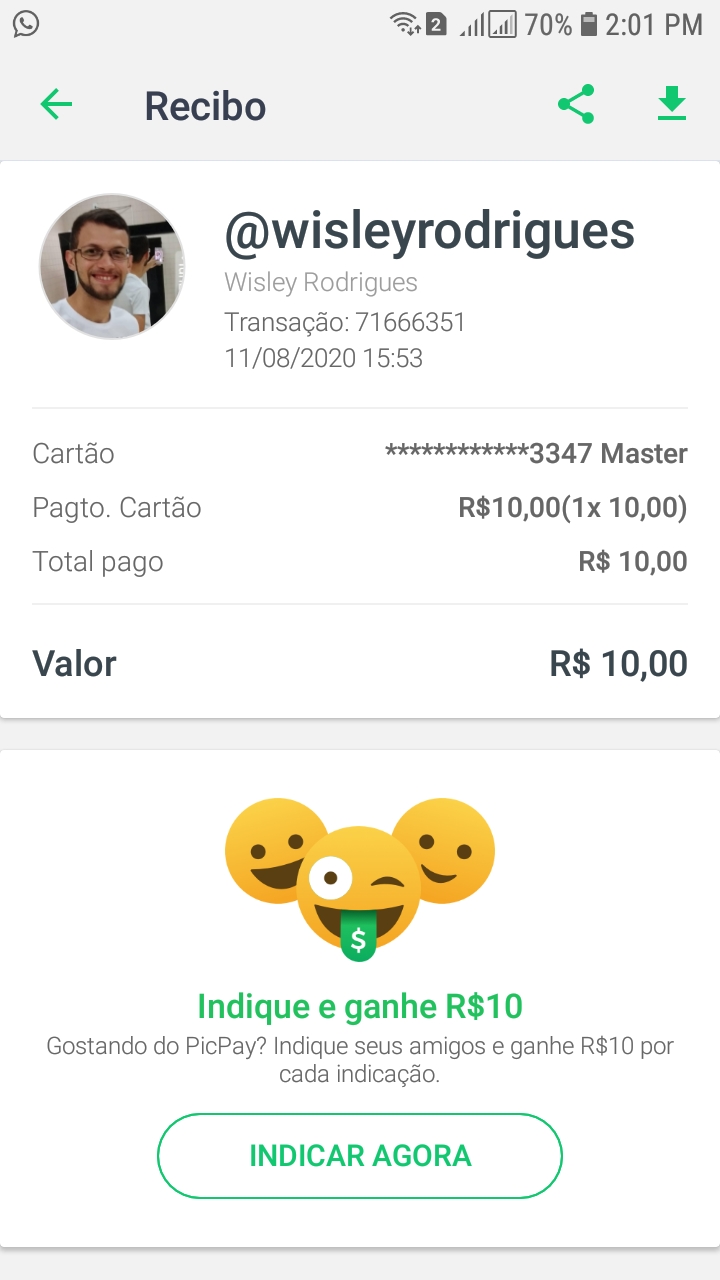 2 70% 2:01 PM
Recibo
@wisleyrodrigues
Wisley Rodrigues
Transação: 71666351
11/08/2020 15:53
Cartão ************3347 Master
Pagto. Cartão R$10,00(1x 10,00)
Total pago R$ 10,00
Valor R$ 10,00
$
Indique e ganhe R$10
Gostando do PicPay? Indique seus amigos e ganhe R$10 por
cada indicação.
INDICAR AGORA